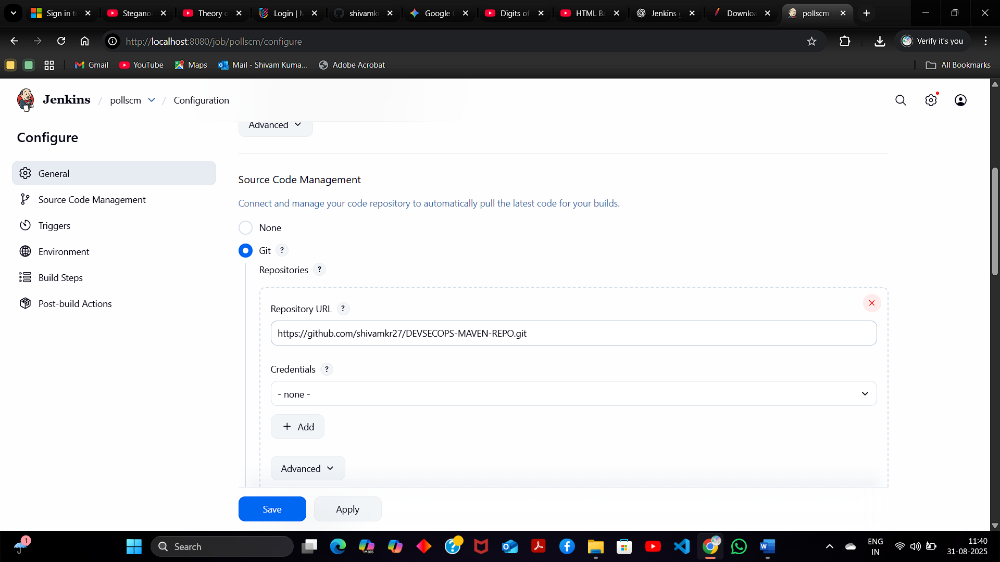 Sign in t
Stegano
Theory o
Login | M
shivamkr
Google C
Digits of
HTML Ba
Jenkins g
Downloa
pollscm
http://localhost:8080/job/pollscm/configure
Verify it's you
Gmail
YouTube
Maps
Mail - Shivam Kuma...
Adobe Acrobat
All Bookmarks
Jenkins / pollscm / Configuration
Configure
General
Source Code Management
Triggers
Environment
Build Steps
Post-build Actions
Advanced
Source Code Management
Connect and manage your code repository to automatically pull the latest code for your builds.
None
Git ?
Repositories ?
Repository URL ?
https://github.com/shivamkr27/DEVSECOPS-MAVEN-REPO.git
Credentials ?
- none -
+ Add
Advanced
Save
Apply
1
Search
M365
ENG
IN
11:40
31-08-2025